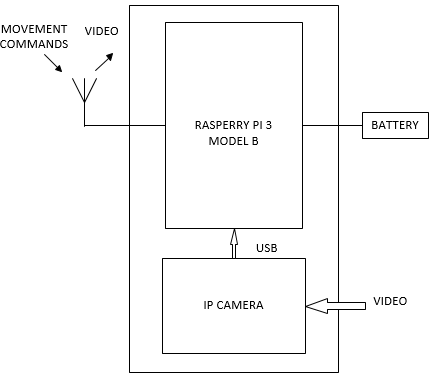 MOVEMENT
COMMANDS
VIDEO
RASPERRY PI 3
MODEL B
BATTERY
USB
IP CAMERA
VIDEO